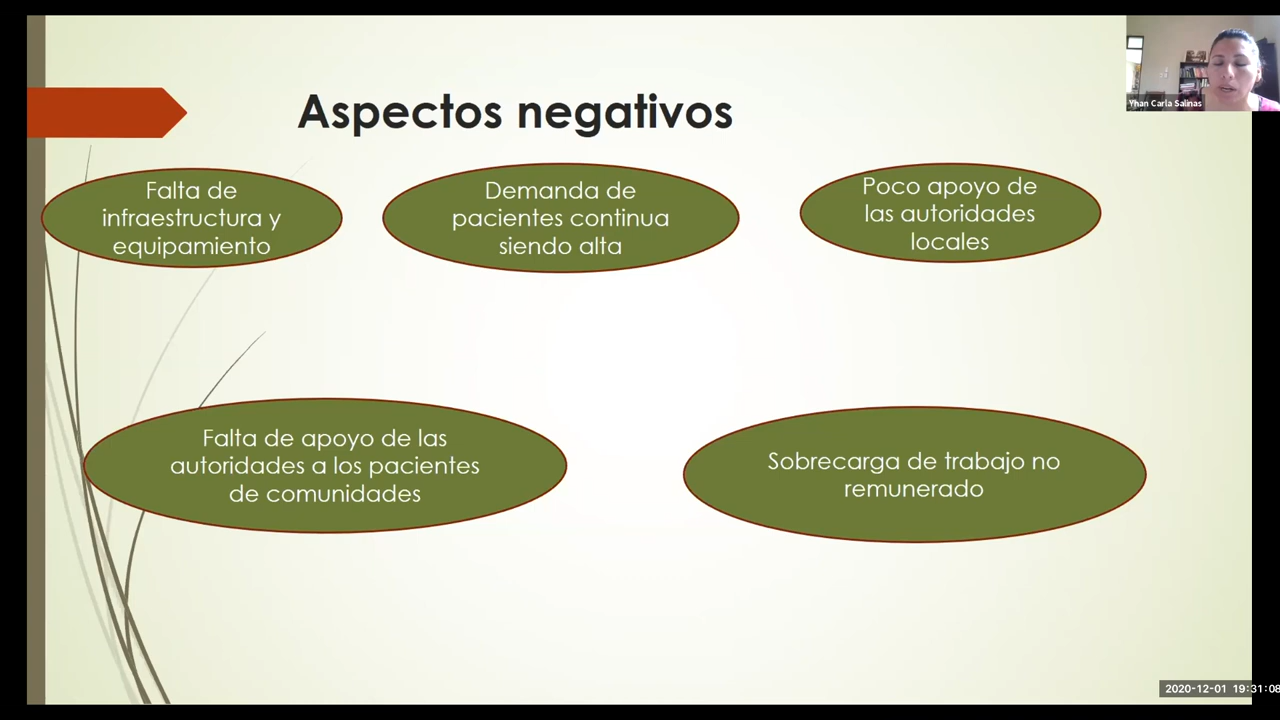 Aspectos negativos
Falta de
infraestructura y
equipamiento
Demanda de
pacientes continua
siendo alta
Poco apoyo de
las autoridades
locales
Falta de apoyo de las
autoridades a los pacientes
de comunidades
Sobrecarga de trabajo no
remunerado
Yhan Carla Salinas
2020-12-01 19:31:08